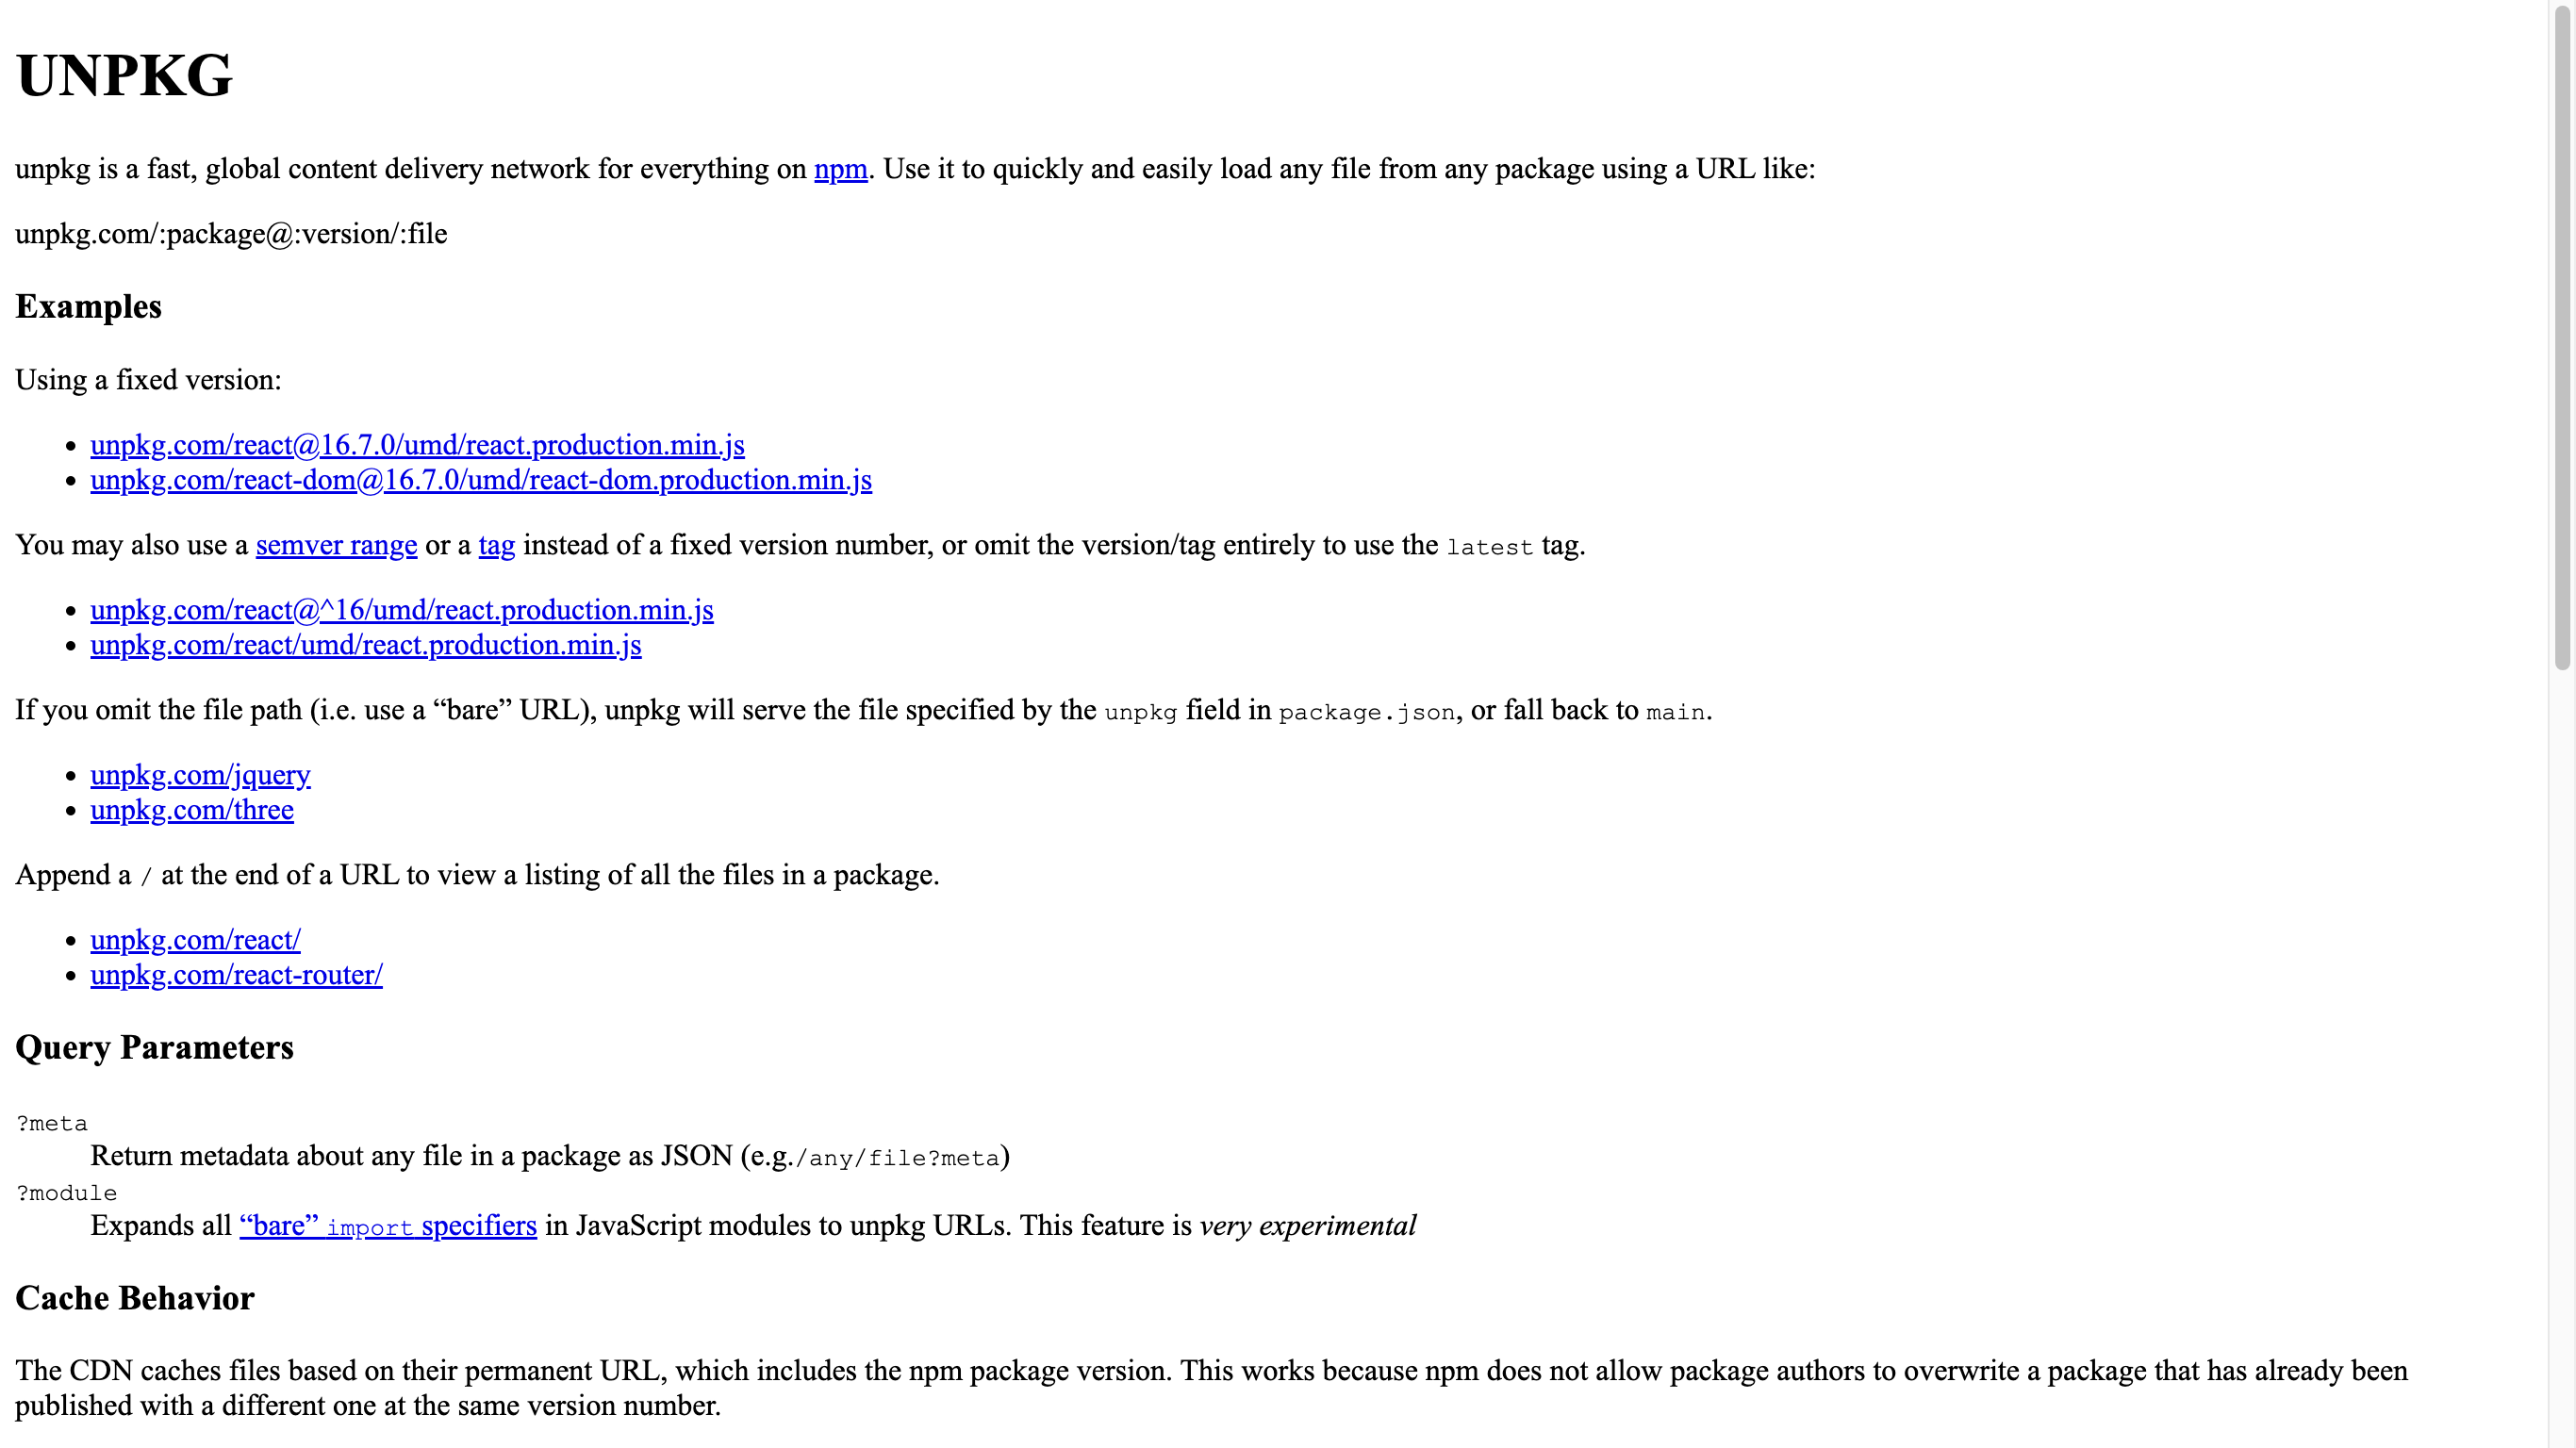 UNPKG
unpkg is a fast, global content delivery network for everything on npm. Use it to quickly and easily load any file from any package using a URL like:
unpkg.com/:package@:version/:file
Examples
Using a fixed version:
• unpkg.com/react@16.7.0/umd/react.production.min.js
• unpkg.com/react-dom@16.7.0/umd/react-dom.production.min.js
You may also use a semver range or a tag instead of a fixed version number, or omit the version/tag entirely to use the latest tag.
• unpkg.com/react@^16/umd/react.production.min.js
• unpkg.com/react/umd/react.production.min.js
If you omit the file path (i.e. use a “bare” URL), unpkg will serve the file specified by the unpkg field in package.json, or fall back to main.
• unpkg.com/jquery
• unpkg.com/three
Append a / at the end of a URL to view a listing of all the files in a package.
• unpkg.com/react/
• unpkg.com/react-router/
Query Parameters
?meta
Return metadata about any file in a package as JSON (e.g./any/file?meta)
?module
Expands all “bare” import specifiers in JavaScript modules to unpkg URLs. This feature is very experimental
Cache Behavior
The CDN caches files based on their permanent URL, which includes the npm package version. This works because npm does not allow package authors to overwrite a package that has already been
published with a different one at the same version number.